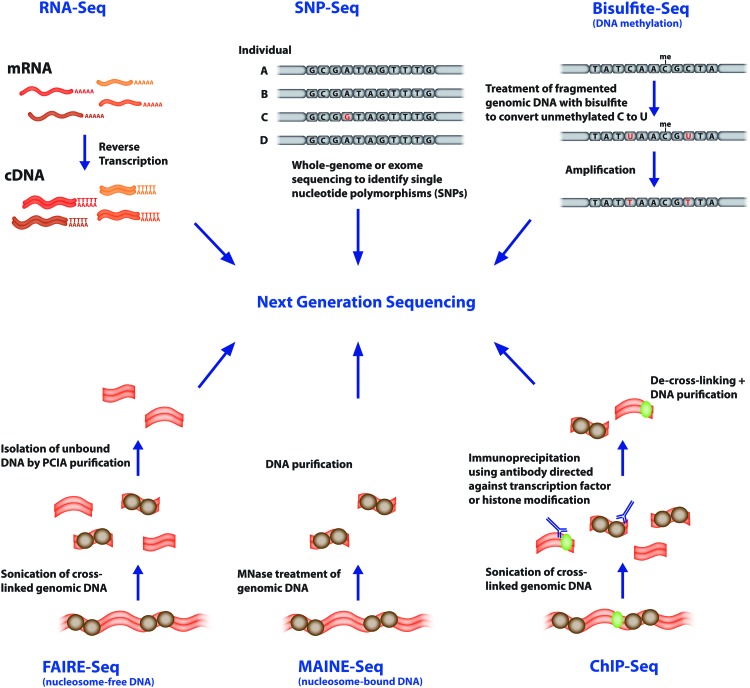 RNA-Seq
mRNA
AAAAA
AAAAA
AAAAA
AAAAA
Reverse
Transcription
cDNA
TTTTT
AAAAA
TTTTT
AAAAA
TTTTT
AAAAA
TTTTT
AAAAA
SNP-Seq
Individual
A GCGATAGTTTG
B GCGATAGTTTG
C GCGGTAGTTTG
D GCGATAGTTTG
Whole-genome or exome
sequencing to identify single
nucleotide polymorphisms (SNPs)
Bisulfite-Seq
(DNA methylation)
me
TATCAACGCTA
Treatment of fragmented
genomic DNA with bisulfite
to convert unmethylated C to U
me
TATUAACGUTA
Amplification
TATTAACGTTA
Next Generation Sequencing
Isolation of unbound
DNA by PCIA purification
Sonication of cross-
linked genomic DNA
FAIRE-Seq
(nucleosome-free DNA)
DNA purification
MNase treatment of
genomic DNA
MAINE-Seq
(nucleosome-bound DNA)
De-cross-linking +
DNA purification
Immunoprecipitation
using antibody directed
against transcription factor
or histone modification
Sonication of cross-
linked genomic DNA
ChIP-Seq